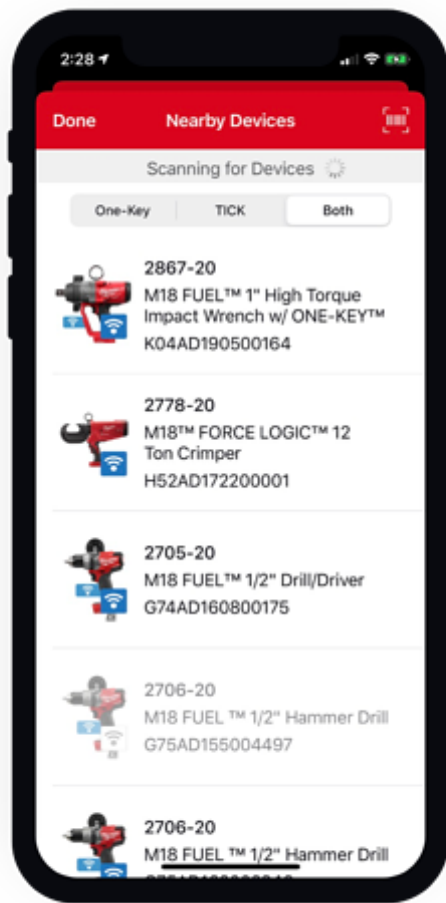 2:28
Done Nearby Devices
Scanning for Devices
One-Key TICK Both
2867-20
M18 FUEL™ 1" High Torque
Impact Wrench w/ ONE-KEY™
K04AD190500164
2778-20
M18™ FORCE LOGIC™ 12
Ton Crimper
H52AD172200001
2705-20
M18 FUEL™ 1/2" Drill/Driver
G74AD160800175
2706-20
M18 FUEL ™ 1/2" Hammer Drill
G75AD155004497
2706-20
M18 FUEL ™ 1/2" Hammer Drill